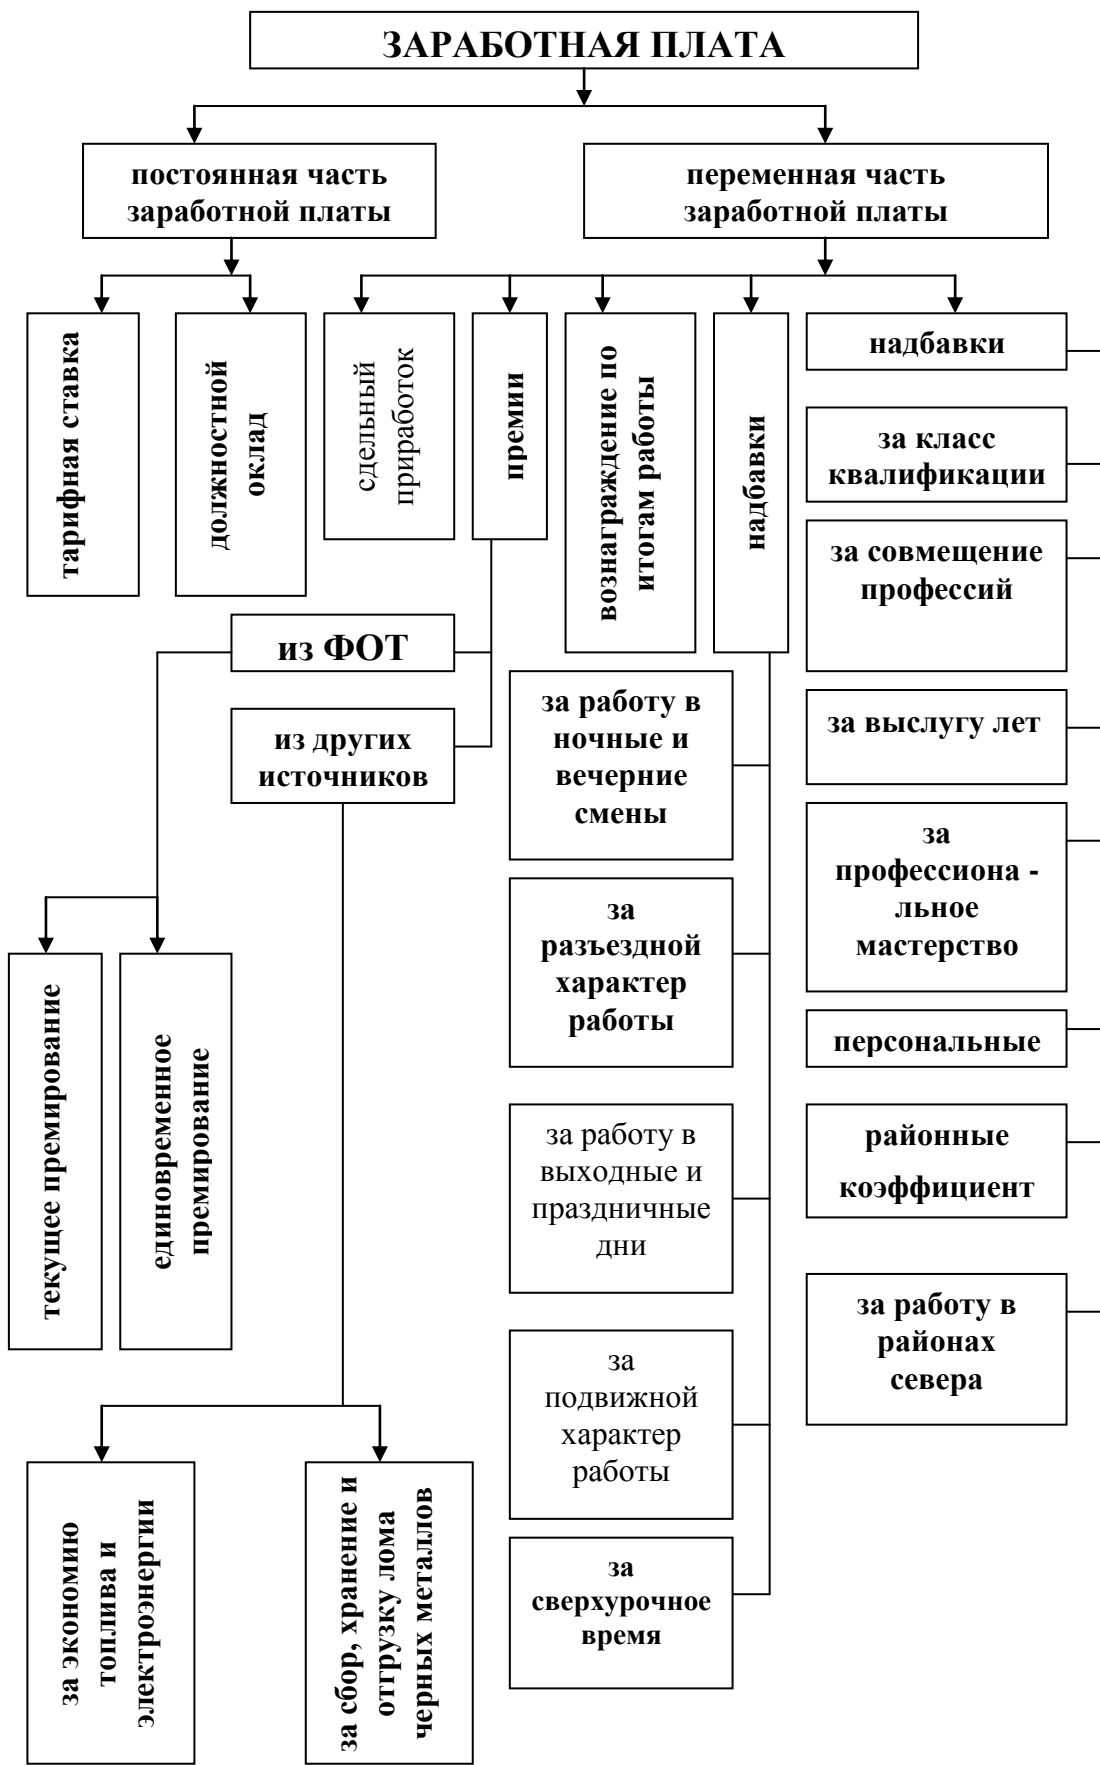 ЗАРАБОТНАЯ ПЛАТА
постоянная часть
заработной платы
переменная часть
заработной платы
тарифная ставка
должностной
оклад
сдельный
приработок
премии
вознаграждение по
итогам работы
надбавки
надбавки
за класс
квалификации
за совмещение
профессий
за выслугу лет
за
профессиона -
льное
мастерство
персональные
районные
коэффициент
за работу в
районах
севера
из ФОТ
из других
источников
за работу в
ночные и
вечерние
смены
за
разъездной
характер
работы
за работу в
выходные и
праздничные
дни
за
подвижной
характер
работы
за
сверхурочное
время
текущее премирование
единовременное
премирование
за экономию
топлива и
электроэнергии
за сбор, хранение и
отгрузку лома
черных металлов